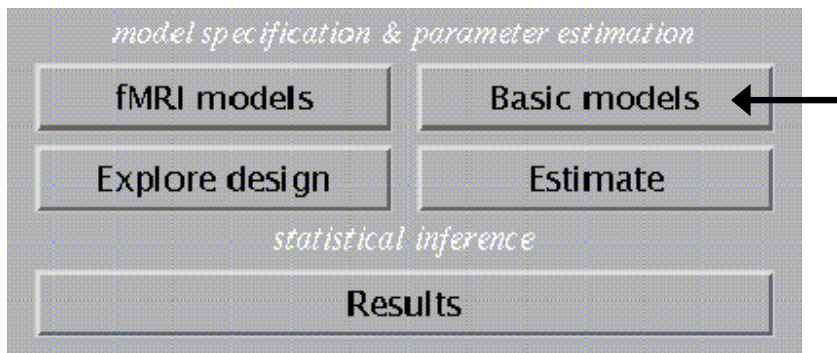 model specification & parameter estimation
fMRI models
Basic models
Explore design
Estimate
statistical inference
Results